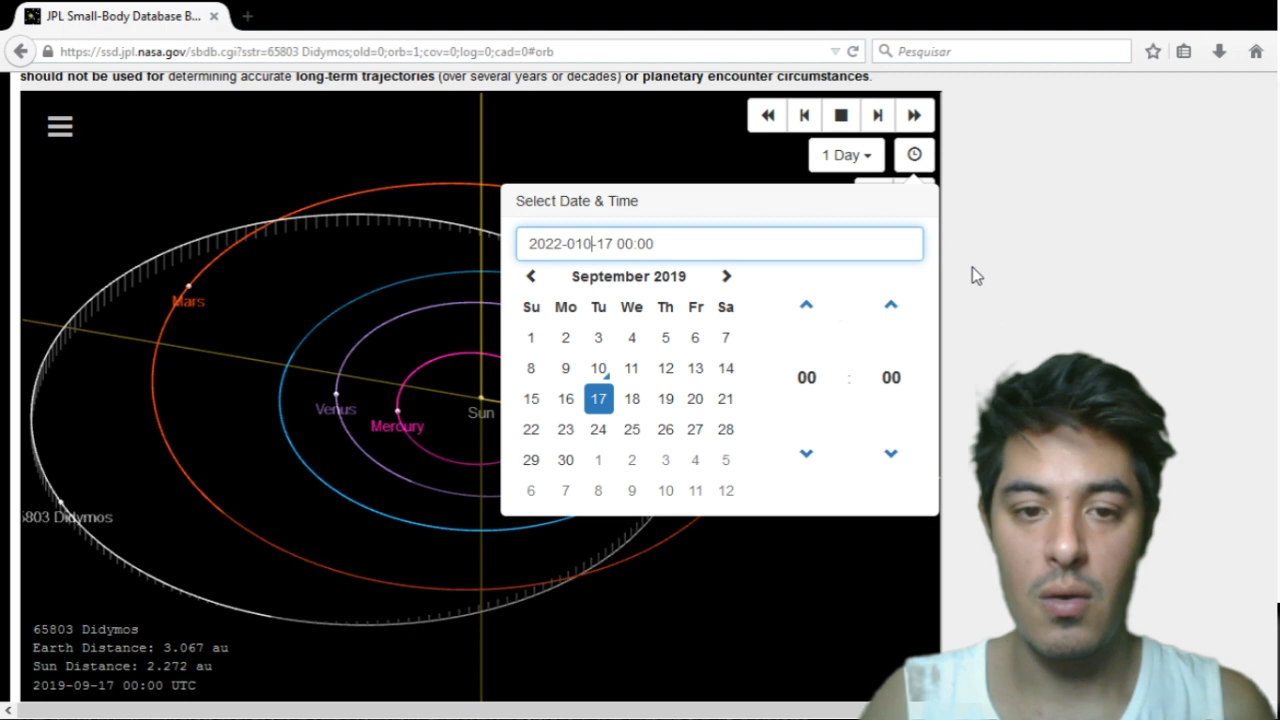 JPL Small-Body Database B...
https://ssd.jpl.nasa.gov/sbdb.cgi?sstr=65803 Didymos;old=0;orb=1;cov=0;log=0;cad=0#orb
Pesquisar
should not be used for determining accurate long-term trajectories (over several years or decades) or planetary encounter circumstances.
1 Day
Select Date & Time
2022-010-17 00:00
September 2019
Su Mo Tu We Th Fr Sa
1 2 3 4 5 6 7
8 9 10 11 12 13 14
15 16 17 18 19 20 21
22 23 24 25 26 27 28
29 30 1 2 3 4 5
6 7 8 9 10 11 12
00 : 00
Mars
Venus
Mercury
Sun
5803 Didymos
65803 Didymos
Earth Distance: 3.067 au
Sun Distance: 2.272 au
2019-09-17 00:00 UTC